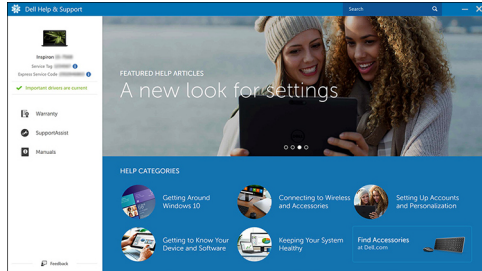 Dell Help & Support
Search
Inspiron
Service Tag
Express Service Code
Important drivers are current
Warranty
SupportAssist
Manuals
Feedback
FEATURED HELP ARTICLES
A new look for settings
HELP CATEGORIES
Getting Around
Windows 10
Connecting to Wireless
and Accessories
Setting Up Accounts
and Personalization
Getting to Know Your
Device and Software
Keeping Your System
Healthy
Find Accessories
at Dell.com